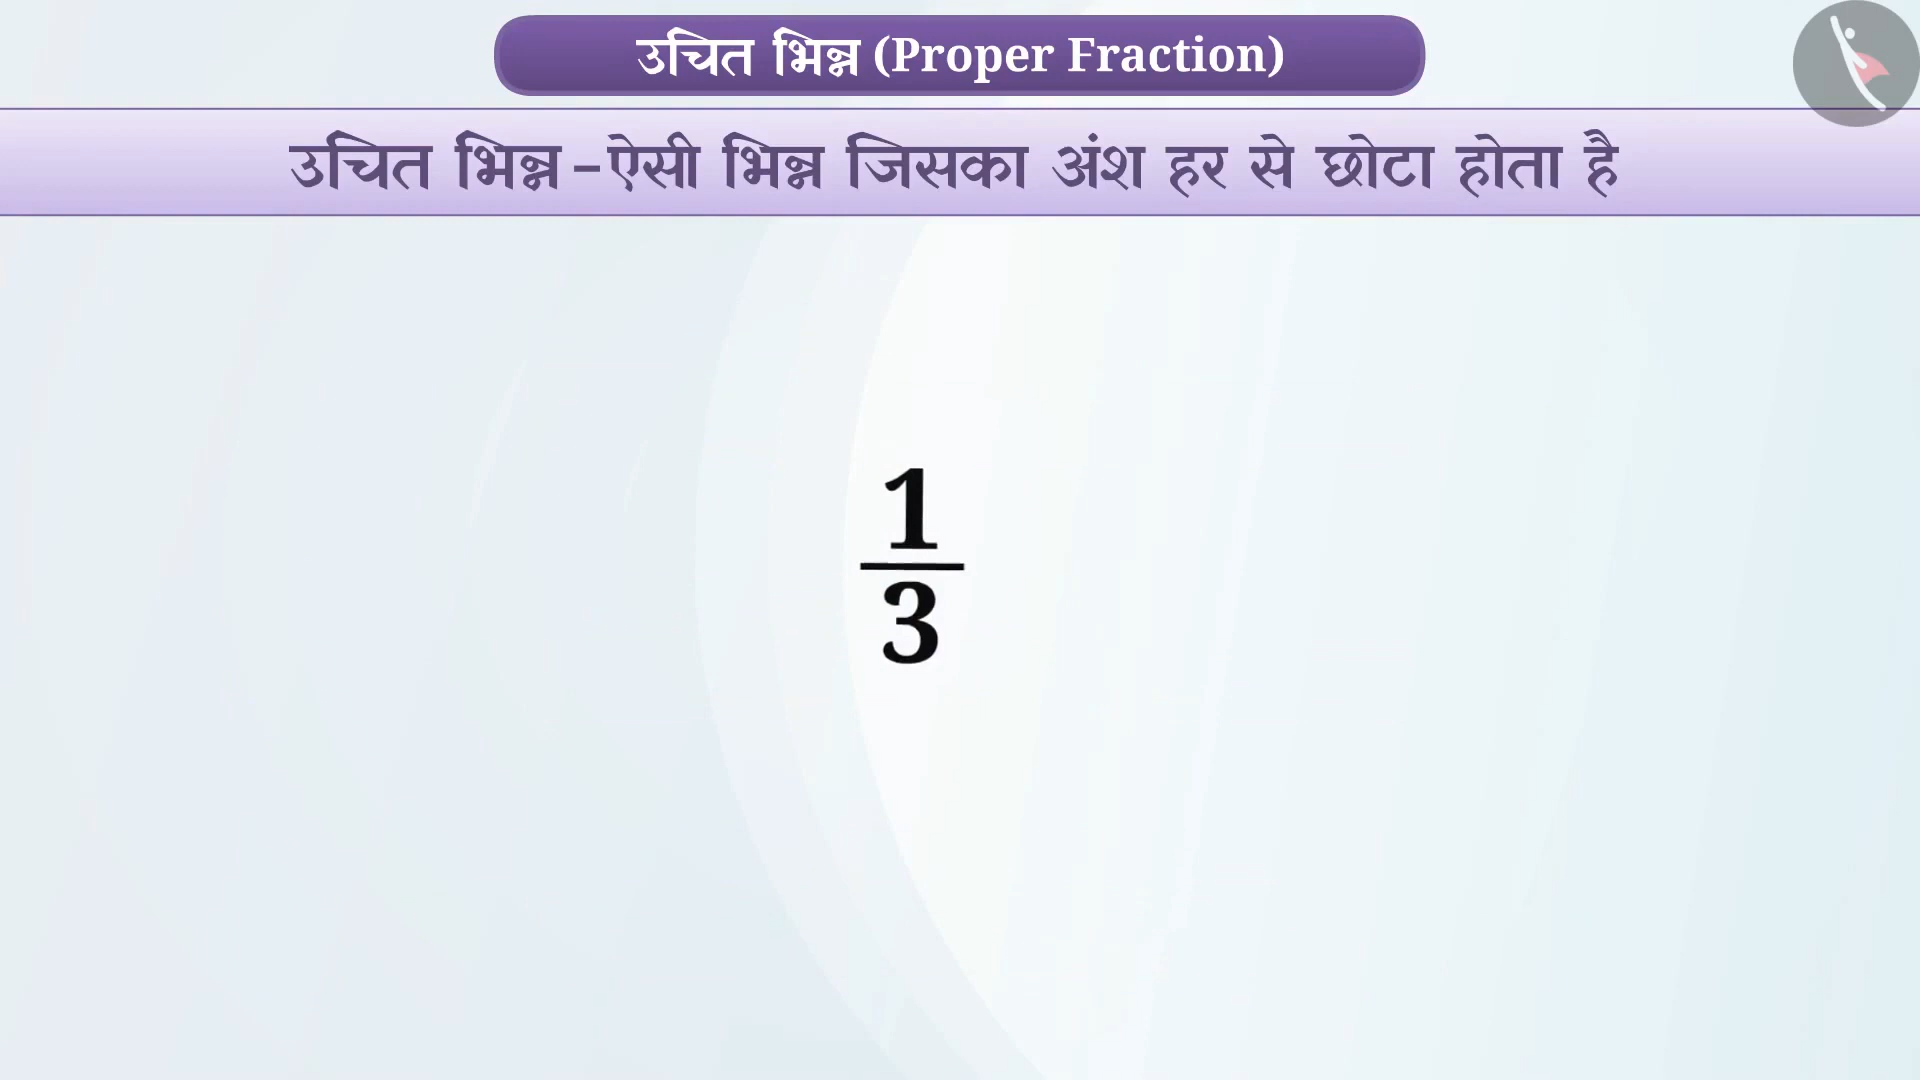 उचित भिन्न (Proper Fraction)
उचित भिन्न -ऐसी भिन्न जिसका अंश हर से छोटा होता है
1
3